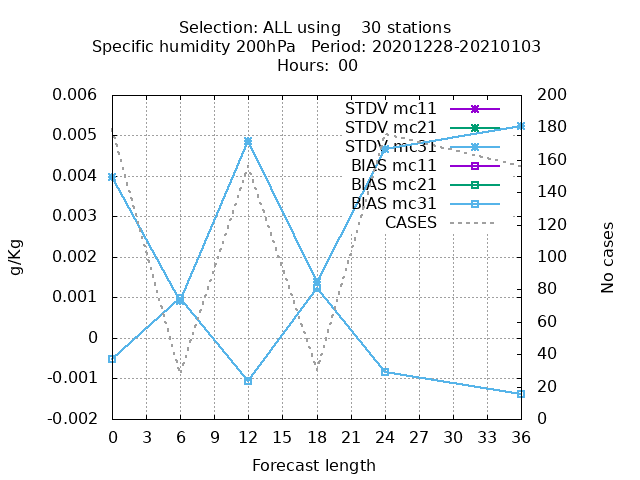 Selection: ALL using    30 stations
Specific humidity 200hPa   Period: 20201228-20210103
Hours:  00
0.006
0.005
0.004
0.003
0.002
0.001
0
-0.001
-0.002
g/Kg
STDV mc11
STDV mc21
STDV mc31
BIAS mc11
BIAS mc21
BIAS mc31
CASES
200
180
160
140
120
100
80
60
40
20
0
No cases
0 3 6 9 12 15 18 21 24 27 30 33 36
Forecast length